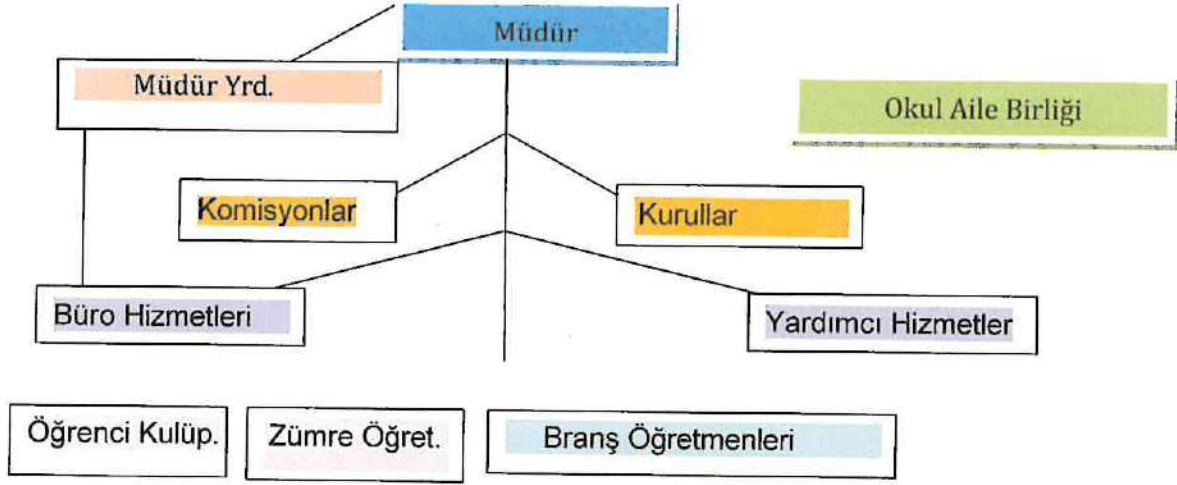 Müdür
Müdür Yrd.
Okul Aile Birliği
Komisyonlar
Kurullar
Büro Hizmetleri
Yardımcı Hizmetler
Öğrenci Kulüp.
Zümre Öğret.
Branş Öğretmenleri